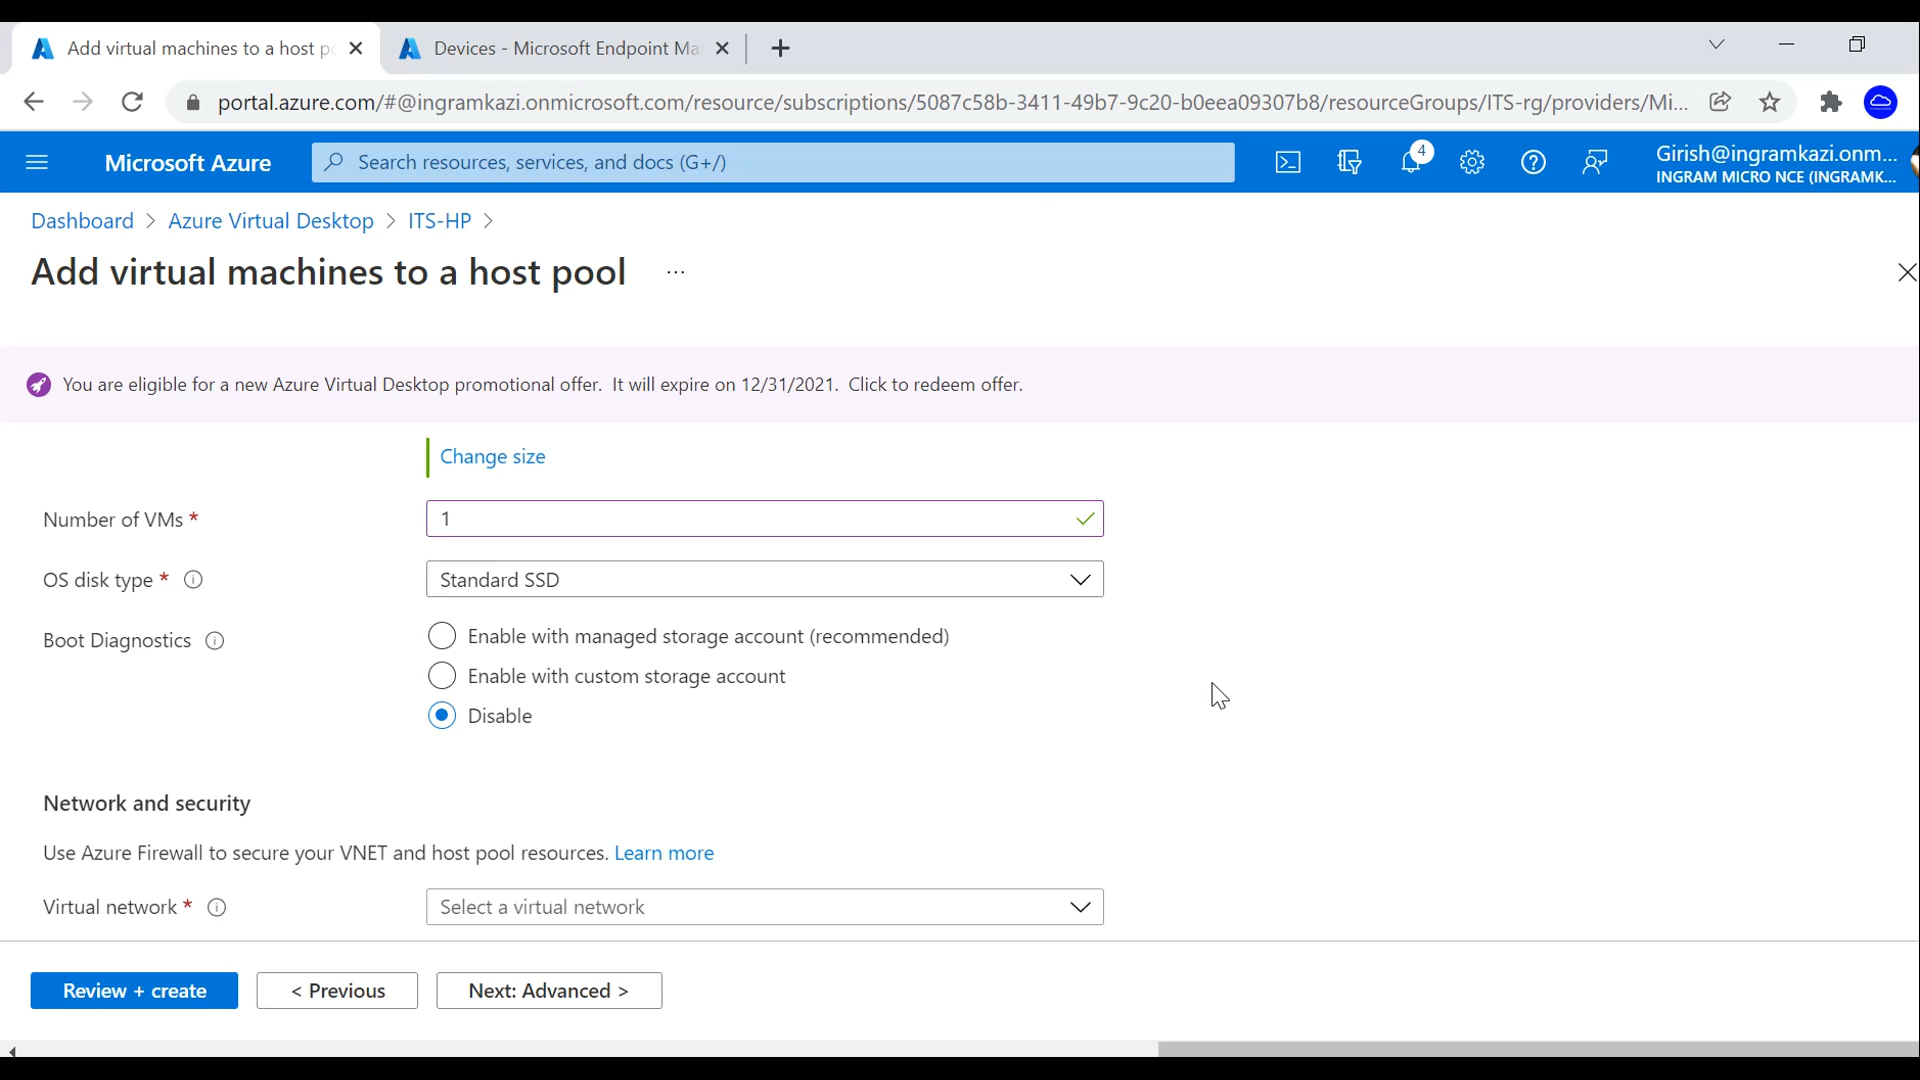 Add virtual machines to a host po
Devices - Microsoft Endpoint Ma
portal.azure.com/#@ingramkazi.onmicrosoft.com/resource/subscriptions/5087c58b-3411-49b7-9c20-b0eea09307b8/resourceGroups/ITS-rg/providers/Mi...
Microsoft Azure
Search resources, services, and docs (G+/)
4
Girish@ingramkazi.onm...
INGRAM MICRO NCE (INGRAMK...
Dashboard > Azure Virtual Desktop > ITS-HP >
Add virtual machines to a host pool ...
You are eligible for a new Azure Virtual Desktop promotional offer. It will expire on 12/31/2021. Click to redeem offer.
Change size
Number of VMs * 1
OS disk type * Standard SSD
Boot Diagnostics
Enable with managed storage account (recommended)
Enable with custom storage account
Disable
Network and security
Use Azure Firewall to secure your VNET and host pool resources. Learn more
Virtual network * Select a virtual network
Review + create
< Previous
Next: Advanced >